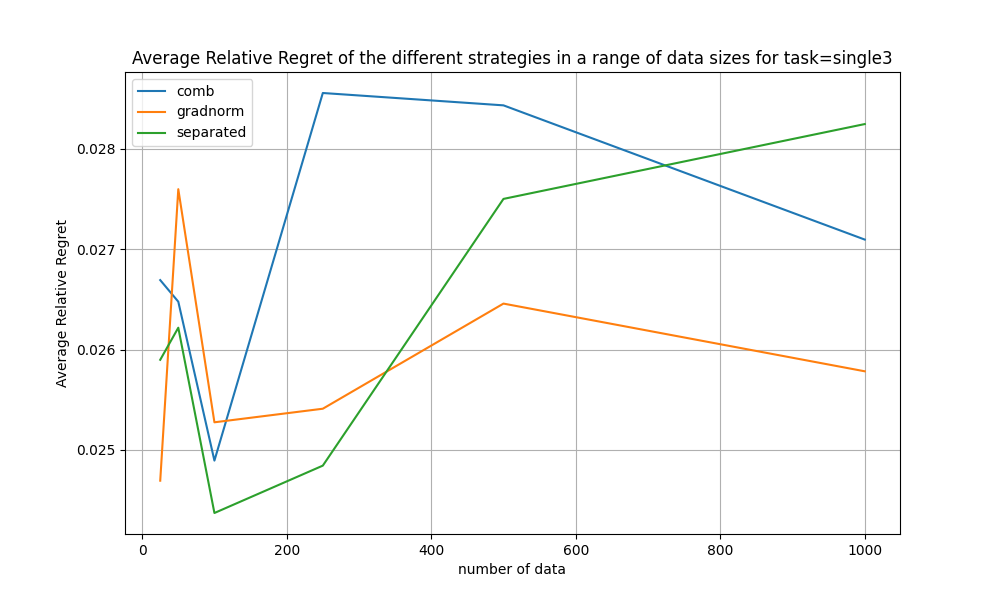 Average Relative Regret of the different strategies in a range of data sizes for task=single3
comb
gradnorm
separated
0.028
0.027
0.026
0.025
Average Relative Regret
0 200 400 600 800 1000
number of data